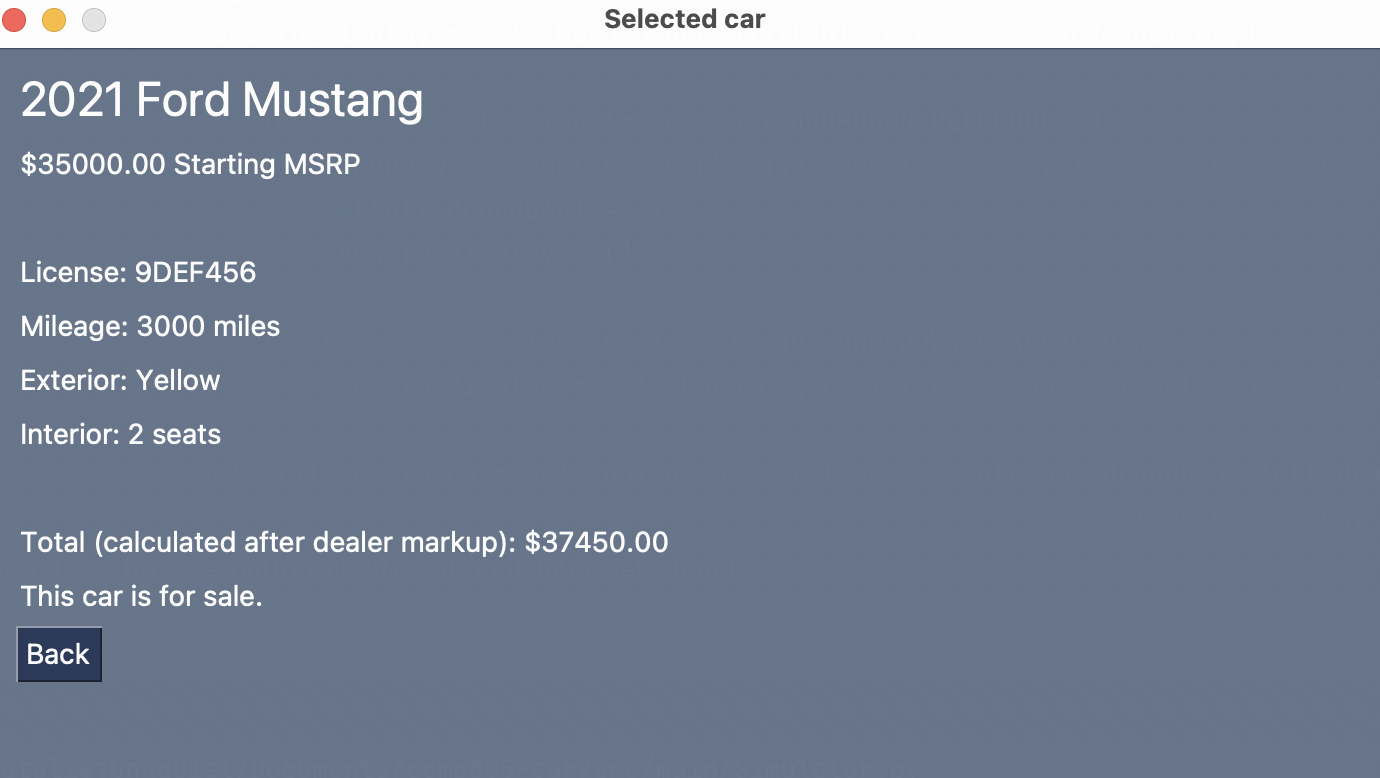 Selected car
2021 Ford Mustang
$35000.00 Starting MSRP
License: 9DEF456
Mileage: 3000 miles
Exterior: Yellow
Interior: 2 seats
Total (calculated after dealer markup): $37450.00
This car is for sale.
Back